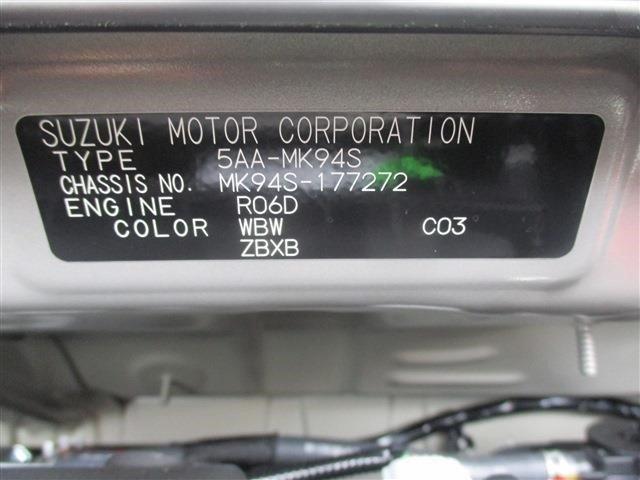 SUZUKI MOTOR CORPORATION
TYPE 5AA-MK94S
CHASSIS NO. MK94S-177272
ENGINE R06D
COLOR WBW C03
ZBXB